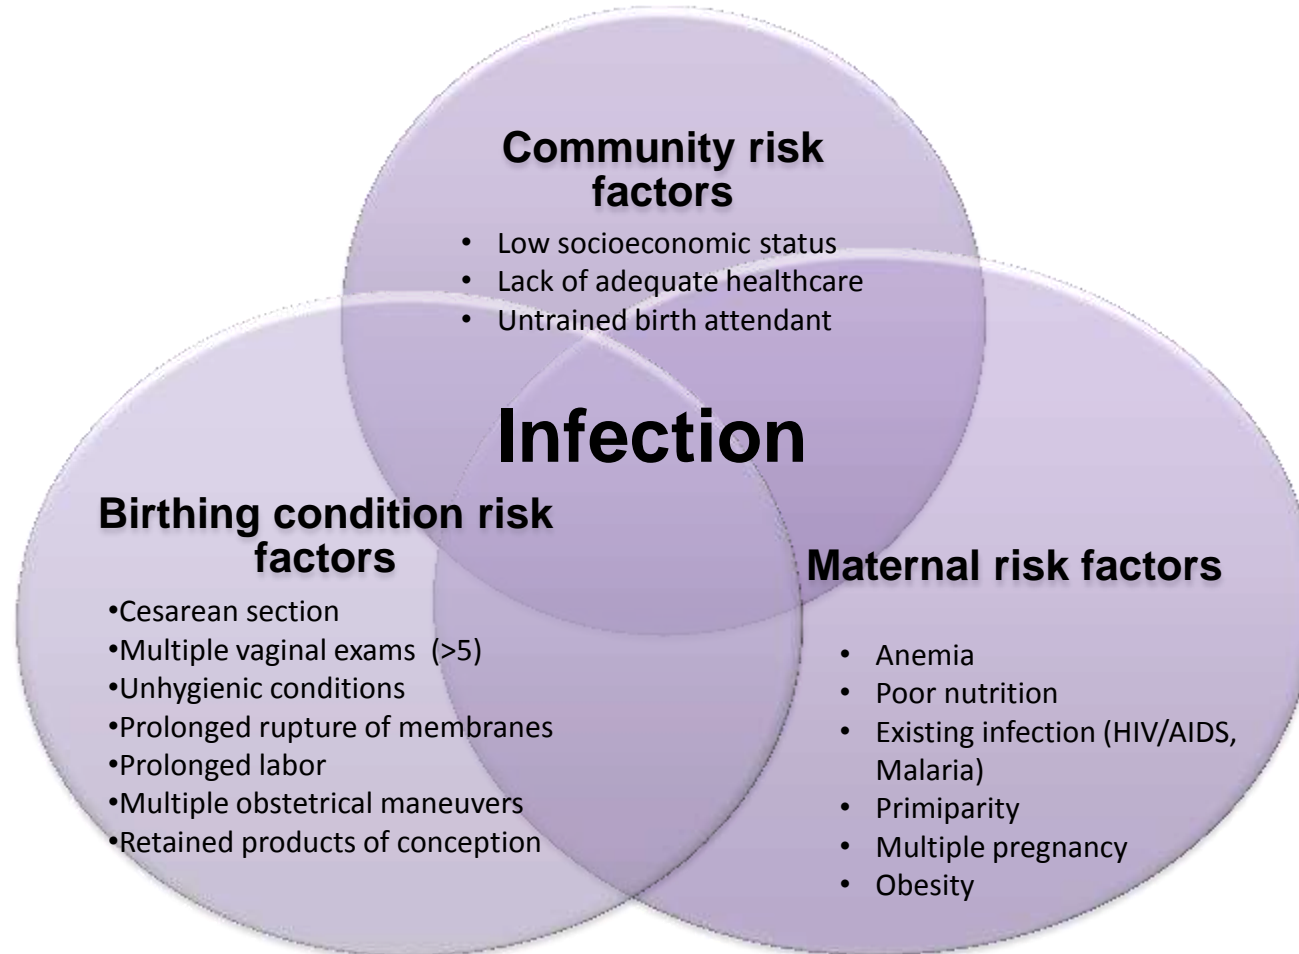 Community risk
factors
• Low socioeconomic status
• Lack of adequate healthcare
• Untrained birth attendant
Infection
Birthing condition risk
factors
•Cesarean section
•Multiple vaginal exams (>5)
•Unhygienic conditions
•Prolonged rupture of membranes
•Prolonged labor
•Multiple obstetrical maneuvers
•Retained products of conception
Maternal risk factors
• Anemia
• Poor nutrition
• Existing infection (HIV/AIDS,
Malaria)
• Primiparity
• Multiple pregnancy
• Obesity